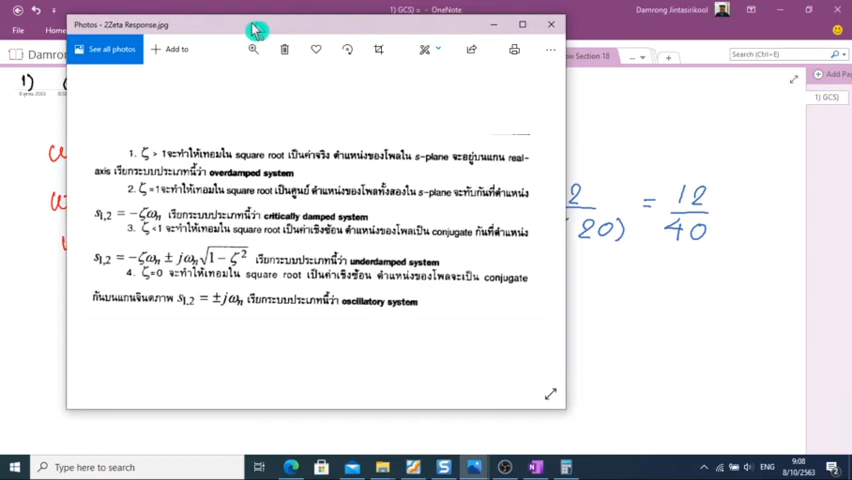 1) GCS) = - OneNote
Damrong Jintasirikool
Photos - 2Zeta Response.jpg
File
See all photos
Add to
Search (Ctrl+E)
Add Pa
1) GCS)
1)
1. ζ > 1จะทำให้เทอมใน square root เป็นค่าจริง ตำแหน่งของโพลใน s-plane จะอยู่บนแกน real-
axis เรียกระบบประเภทนี้ว่า overdamped system
2. ζ =1จะทำให้เทอมใน square root เป็นศูนย์ ตำแหน่งของโพลทั้งสองใน s-plane จะทับกันที่ตำแหน่ง
s1,2 = −ζωn เรียกระบบประเภทนี้ว่า critically damped system
3. ζ <1 จะทำให้เทอมใน square root เป็นค่าเชิงซ้อน ตำแหน่งของโพลเป็น conjugate กันที่ตำแหน่ง
s1,2 = −ζωn ± jωn√1 − ζ² เรียกระบบประเภทนี้ว่า underdamped system
4. ζ=0 จะทำให้เทอมใน square root เป็นค่าเชิงซ้อน ตำแหน่งของโพลจะเป็น conjugate
กันบนแกนจินตภาพ s1,2 = ±jωn เรียกระบบประเภทนี้ว่า oscillatory system
2 / ( 20) = 12 / 40
Type here to search
ENG
9:08
8/10/2563